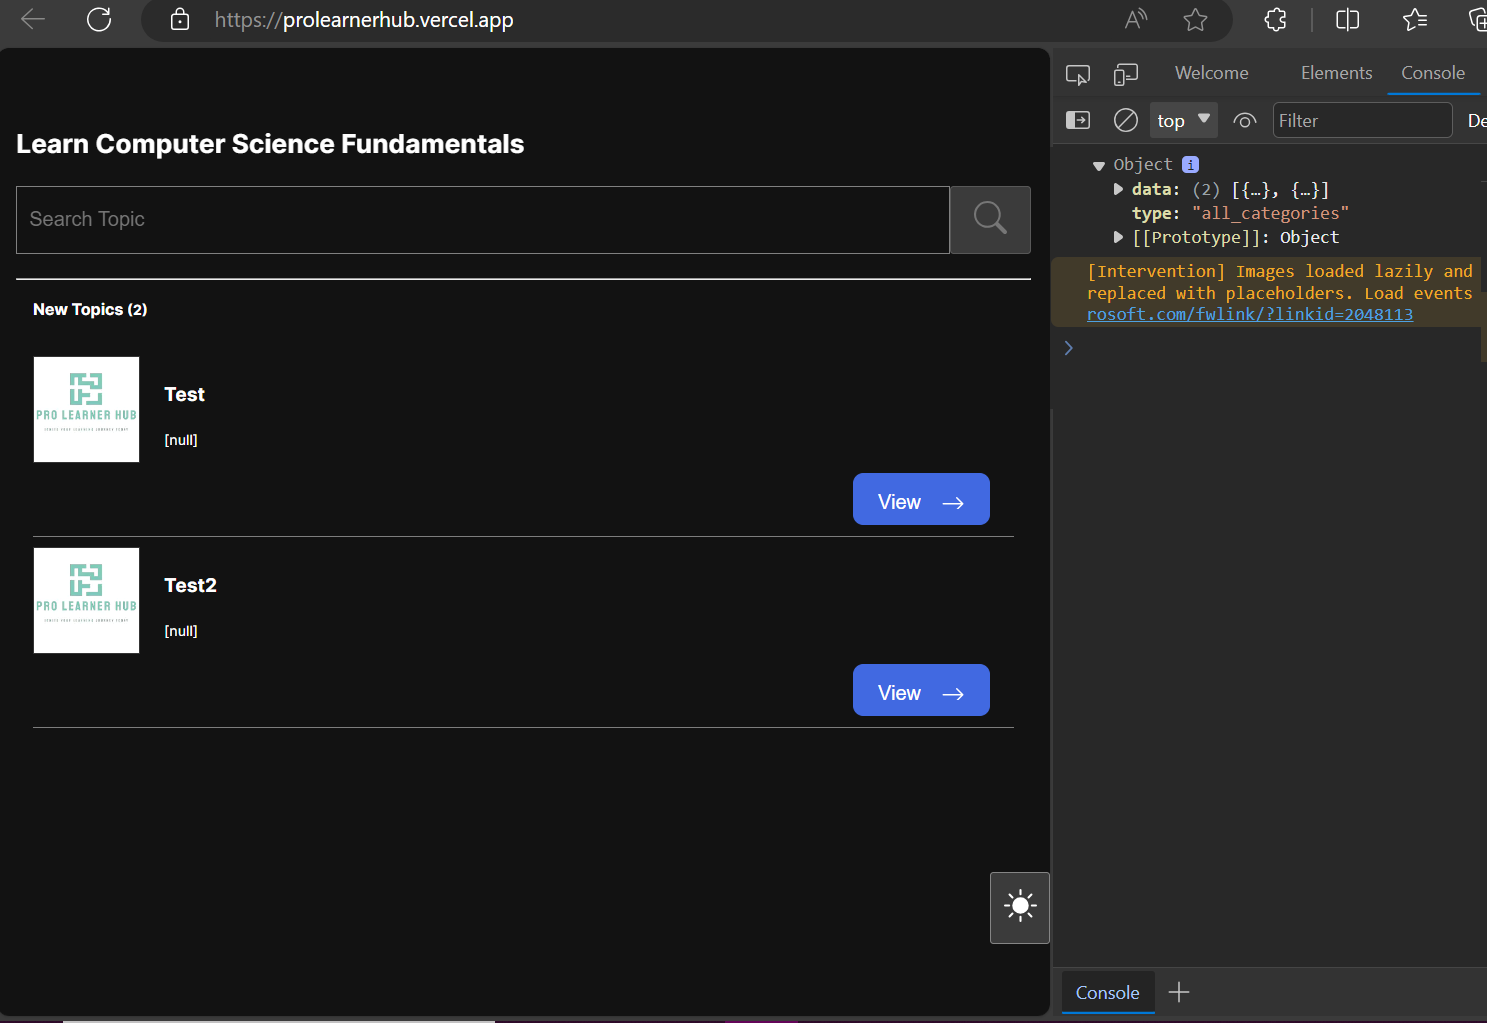 https://prolearnerhub.vercel.app
Welcome Elements Console
top Filter
Learn Computer Science Fundamentals
Search Topic
New Topics (2)
PRO LEARNER HUB
Test
[null]
View
PRO LEARNER HUB
Test2
[null]
View
Object
data: (2) [{…}, {…}]
type: "all_categories"
[[Prototype]]: Object
[Intervention] Images loaded lazily and
replaced with placeholders. Load events
rosoft.com/fwlink/?linkid=2048113
Console